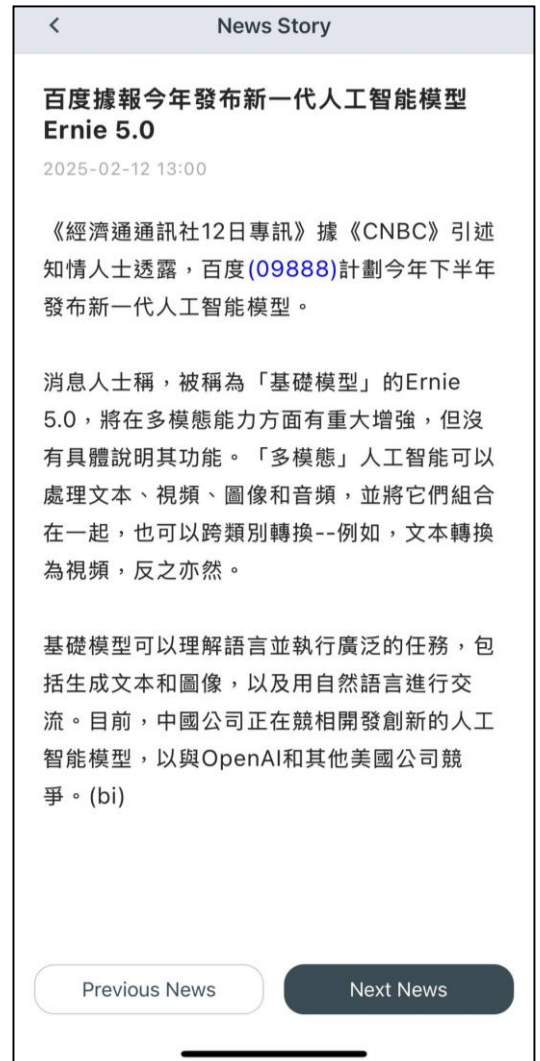 News Story
百度據報今年發布新一代人工智能模型
Ernie 5.0
2025-02-12 13:00
《經濟通通訊社12日專訊》據《CNBC》引述
知情人士透露，百度(09888)計劃今年下半年
發布新一代人工智能模型。
消息人士稱，被稱為「基礎模型」的Ernie
5.0，將在多模態能力方面有重大增強，但沒
有具體說明其功能。「多模態」人工智能可以
處理文本、視頻、圖像和音頻，並將它們組合
在一起，也可以跨類別轉換--例如，文本轉換
為視頻，反之亦然。
基礎模型可以理解語言並執行廣泛的任務，包
括生成文本和圖像，以及用自然語言進行交
流。目前，中國公司正在競相開發創新的人工
智能模型，以與OpenAI和其他美國公司競
爭。(bi)
Previous News
Next News